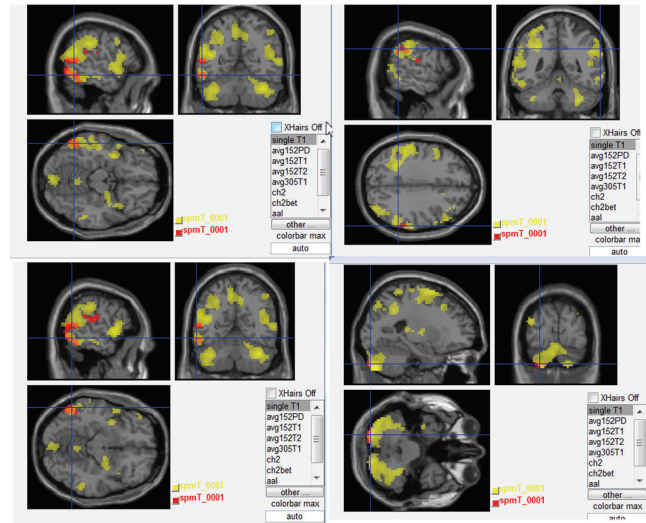 XHairs Off
single T1
avg152PD
avg152T1
avg152T2
avg305T1
ch2
ch2bet
aal
other ...
colorbar max
auto
spmT_0001
spmT_0001
XHairs Off
single T1
avg152PD
avg152T1
avg152T2
avg305T1
ch2
ch2bet
aal
other ...
colorbar max
auto
spmT_0001
spmT_0001
XHairs Off
single T1
avg152PD
avg152T1
avg152T2
avg305T1
ch2
ch2bet
aal
other ...
colorbar max
auto
spmT_0001
spmT_0001
XHairs Off
single T1
avg152PD
avg152T1
avg152T2
avg305T1
ch2
ch2bet
aal
other ...
colorbar max
auto
spmT_0001
spmT_0001